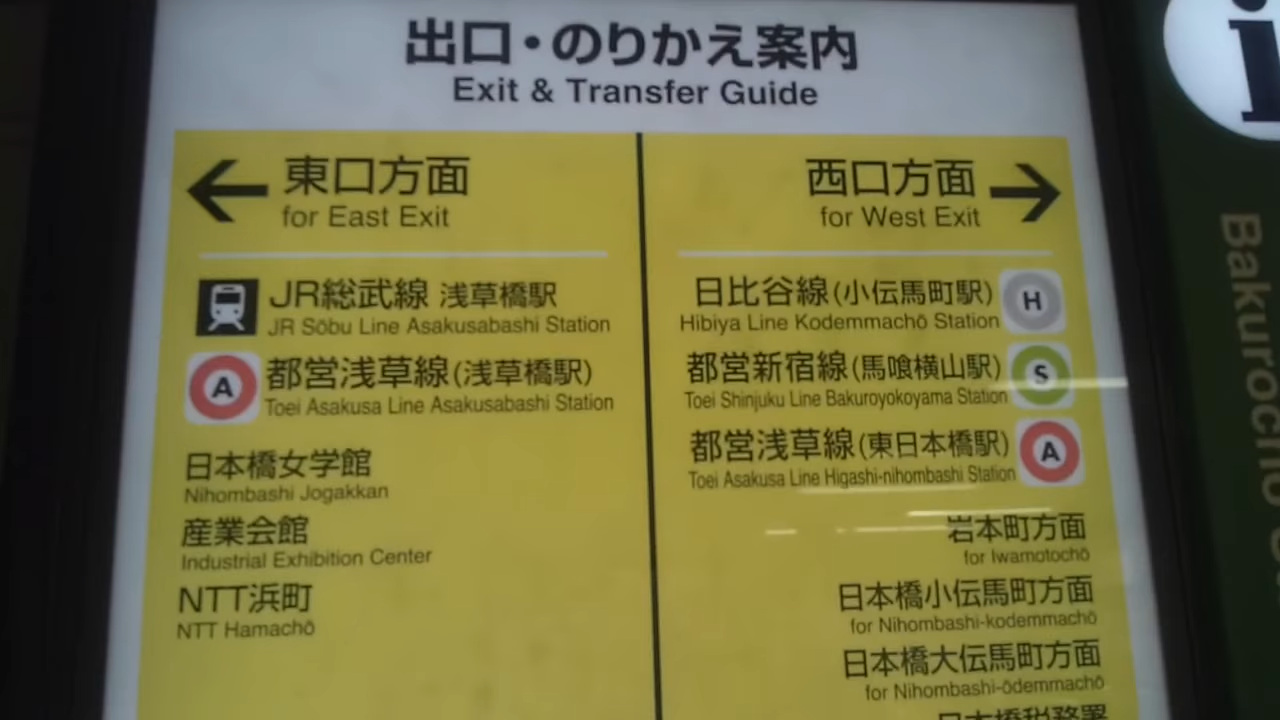 出口・のりかえ案内
Exit & Transfer Guide
東口方面
for East Exit
JR総武線 浅草橋駅
JR Sōbu Line Asakusabashi Station
A
都営浅草線(浅草橋駅)
Toei Asakusa Line Asakusabashi Station
日本橋女学館
Nihombashi Jogakkan
産業会館
Industrial Exhibition Center
NTT浜町
NTT Hamachō
西口方面
for West Exit
日比谷線(小伝馬町駅)
H
Hibiya Line Kodemmachō Station
都営新宿線(馬喰横山駅)
S
Toei Shinjuku Line Bakuroyokoyama Station
都営浅草線(東日本橋駅)
A
Toei Asakusa Line Higashi-nihombashi Station
岩本町方面
for Iwamotochō
日本橋小伝馬町方面
for Nihombashi-kodemmachō
日本橋大伝馬町方面
for Nihombashi-ōdemmachō
日本橋税務署
i
Bakurochō